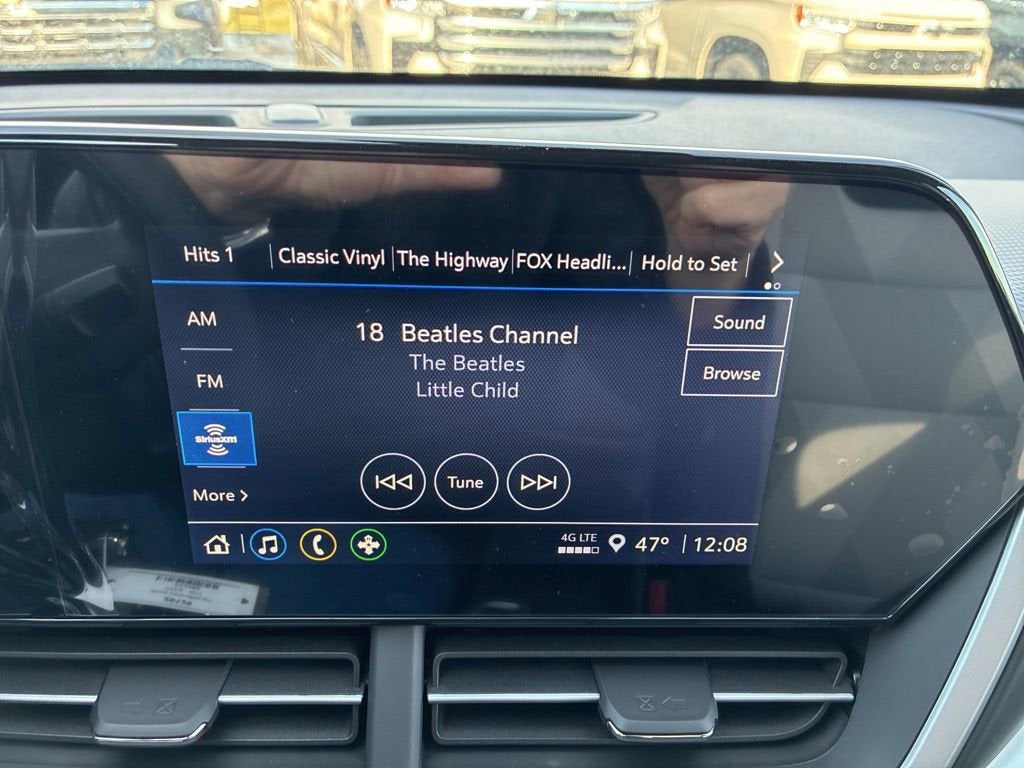 Hits 1
Classic Vinyl
The Highway
FOX Headli...
Hold to Set
AM
18 Beatles Channel
Sound
The Beatles
Browse
FM
Little Child
SiriusXM
Tune
More
4G LTE
47° 12:08